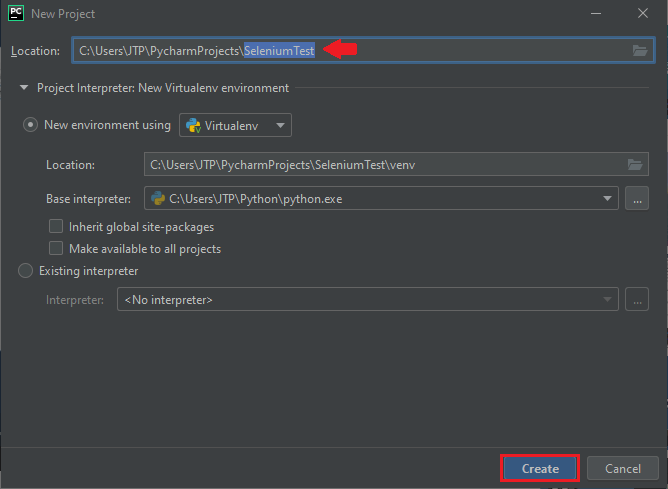 PC New Project
Location: C:\Users\JTP\PycharmProjects\SeleniumTest
Project Interpreter: New Virtualenv environment
New environment using Virtualenv
Location: C:\Users\JTP\PycharmProjects\SeleniumTest\venv
Base interpreter: C:\Users\JTP\Python\python.exe ...
Inherit global site-packages
Make available to all projects
Existing interpreter
Interpreter: <No interpreter> ...
Create Cancel